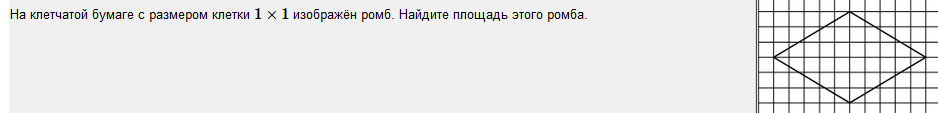 На клетчатой бумаге с размером клетки 1 × 1 изображён ромб. Найдите площадь этого ромба.